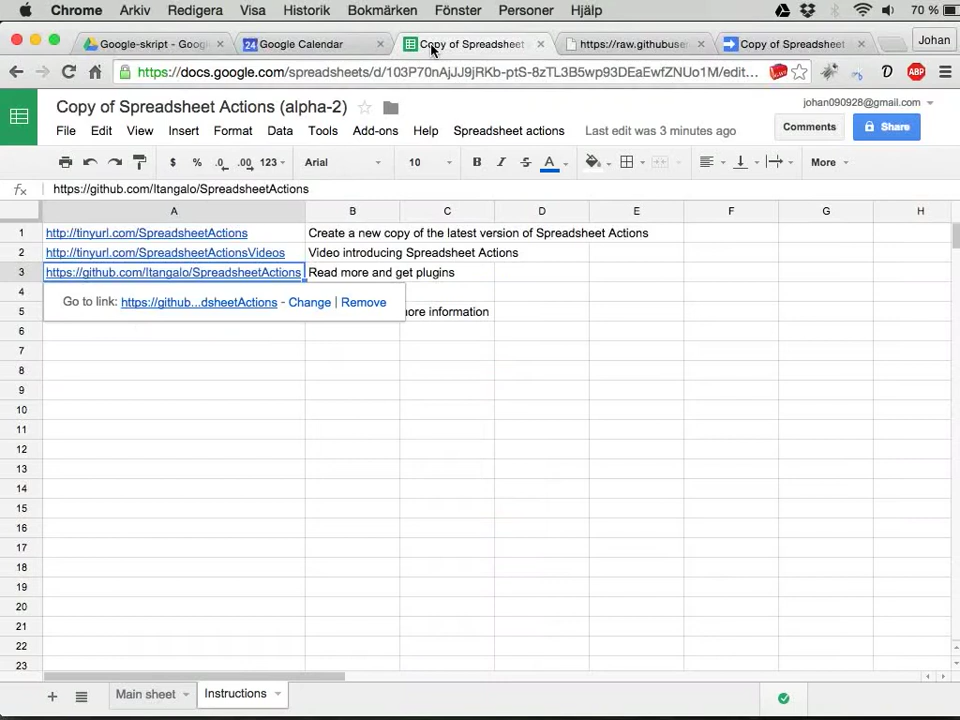 Chrome Arkiv Redigera Visa Historik Bokmärken Fönster Personer Hjälp 70 %
Google-skript - Goog Google Calendar Copy of Spreadsheet https://raw.githubuse Copy of Spreadsheet Johan
https://docs.google.com/spreadsheets/d/103P70nAjJJ9jRKb-ptS-8zTL3B5wp93DEaEwfZNUo1M/edit...
Copy of Spreadsheet Actions (alpha-2)
johan090928@gmail.com
File Edit View Insert Format Data Tools Add-ons Help Spreadsheet actions Last edit was 3 minutes ago Comments Share
$ % .0 .00 123 Arial 10 B I S A More
fx https://github.com/Itangalo/SpreadsheetActions
A B C D E F G H
1 http://tinyurl.com/SpreadsheetActions Create a new copy of the latest version of Spreadsheet Actions
2 http://tinyurl.com/SpreadsheetActionsVideos Video introducing Spreadsheet Actions
3 https://github.com/Itangalo/SpreadsheetActions Read more and get plugins
4
Go to link: https://github...dsheetActions - Change | Remove
5 more information
6
7
8
9
10
11
12
13
14
15
16
17
18
19
20
21
22
23
+ Main sheet Instructions